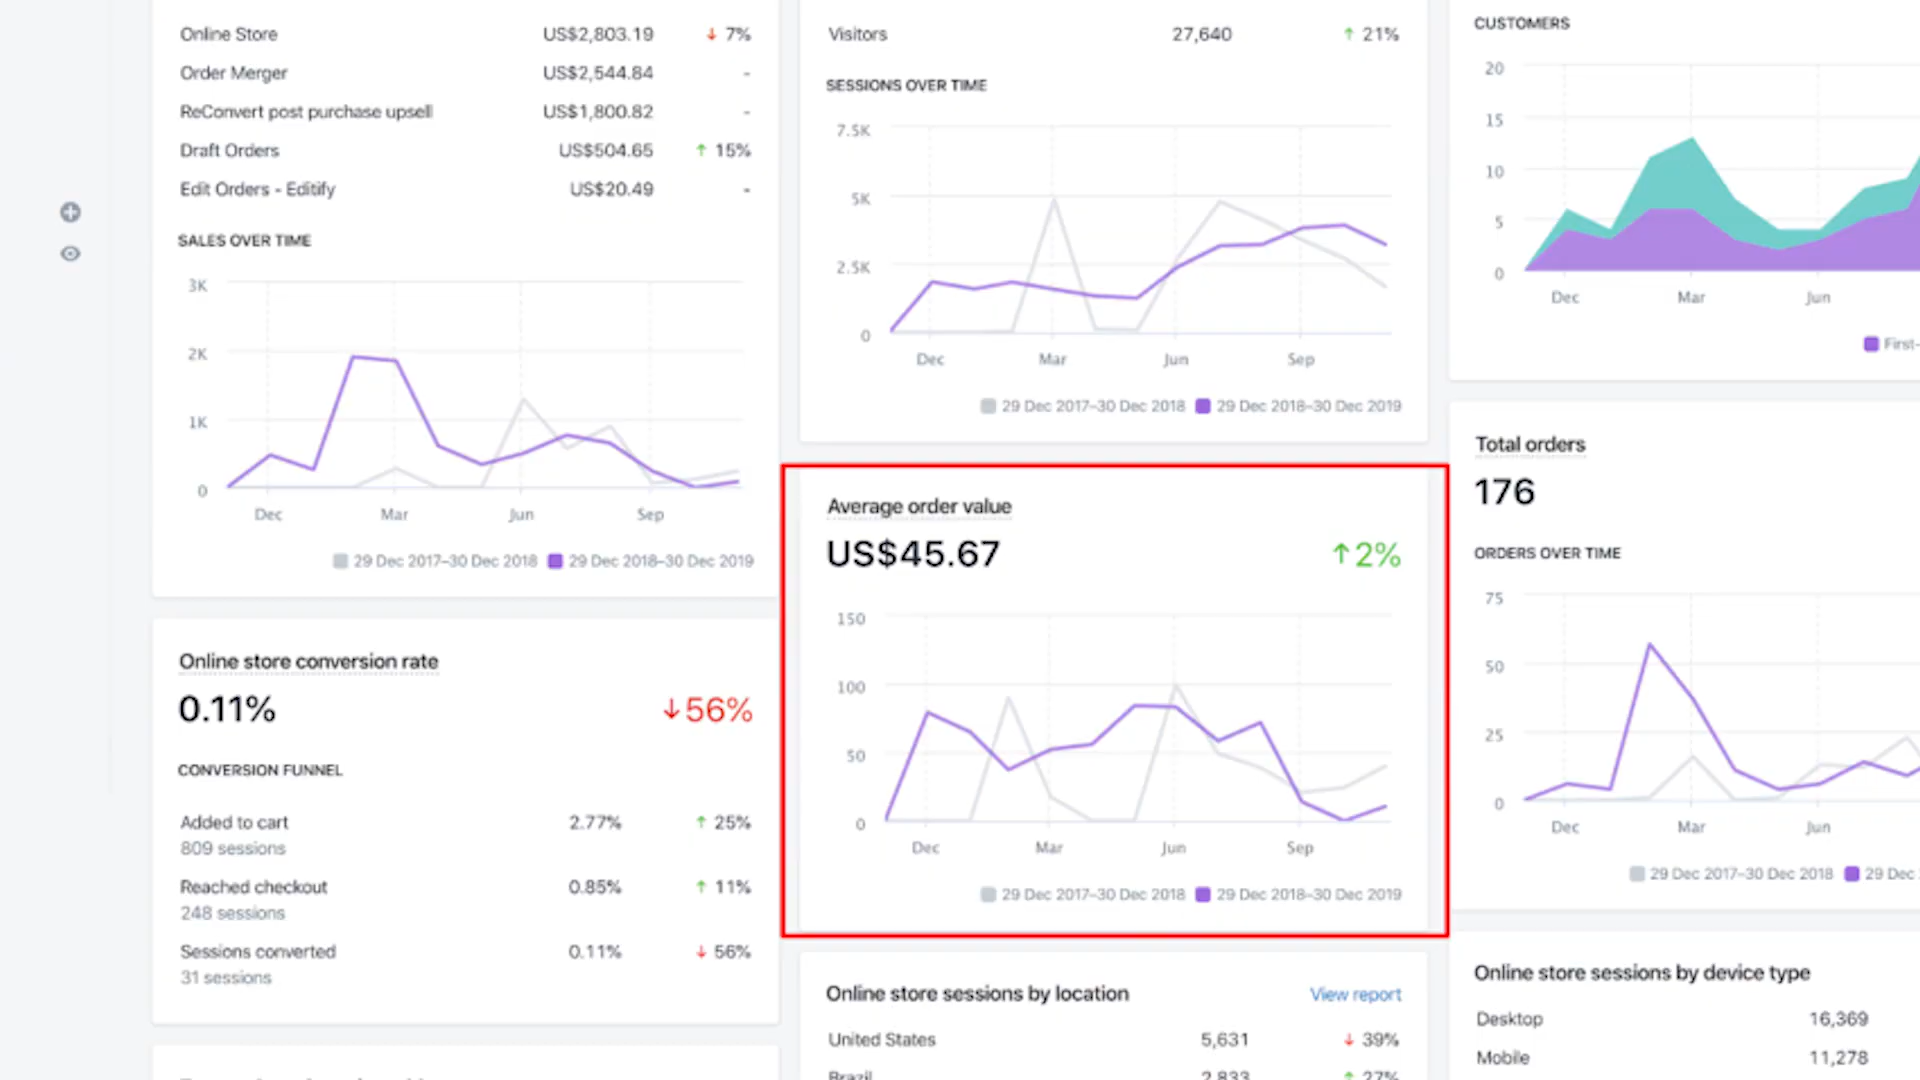 Online Store US$2,803.19 ↓ 7%
Order Merger US$2,544.84 -
ReConvert post purchase upsell US$1,800.82 -
Draft Orders US$504.65 ↑ 15%
Edit Orders - Editify US$20.49 -
SALES OVER TIME
3K
2K
1K
0
Dec Mar Jun Sep
29 Dec 2017–30 Dec 2018 29 Dec 2018–30 Dec 2019
Online store conversion rate
0.11% ↓56%
CONVERSION FUNNEL
Added to cart 2.77% ↑ 25%
809 sessions
Reached checkout 0.85% ↑ 11%
248 sessions
Sessions converted 0.11% ↓ 56%
31 sessions
Visitors 27,640 ↑ 21%
SESSIONS OVER TIME
7.5K
5K
2.5K
0
Dec Mar Jun Sep
29 Dec 2017–30 Dec 2018 29 Dec 2018–30 Dec 2019
Average order value
US$45.67 ↑2%
150
100
50
0
Dec Mar Jun Sep
29 Dec 2017–30 Dec 2018 29 Dec 2018–30 Dec 2019
Online store sessions by location View report
United States 5,631 ↓ 39%
Brazil 2,833 ↑ 27%
CUSTOMERS
20
15
10
5
0
Dec Mar Jun
First-
Total orders
176
ORDERS OVER TIME
75
50
25
0
Dec Mar Jun
29 Dec 2017–30 Dec 2018 29 Dec
Online store sessions by device type
Desktop 16,369
Mobile 11,278